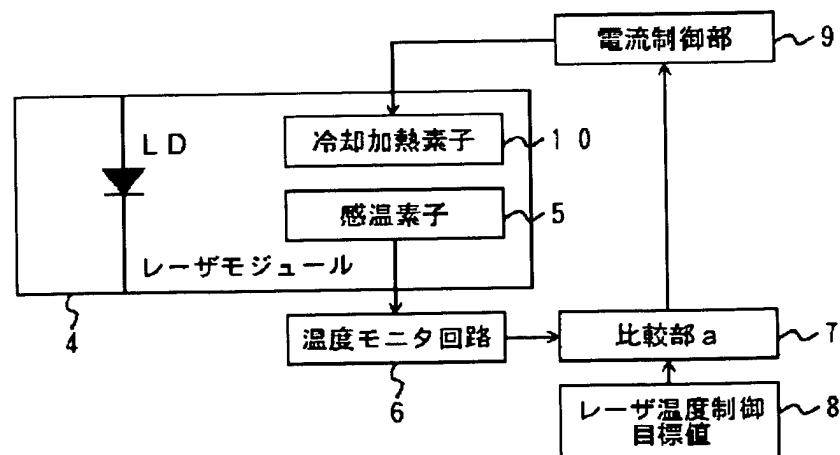 電流制御部
9
LD
冷却加熱素子
10
感温素子
5
レーザモジュール
4
温度モニタ回路
6
比較部a
7
レーザ温度制御
目標値
8